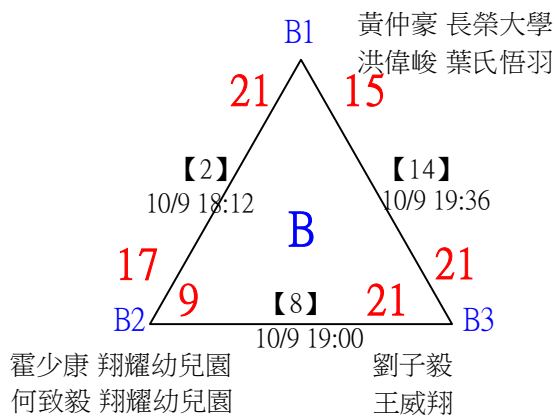 黃仲豪 長榮大學
B1
洪偉峻 葉氏悟羽
21
15
【2】
【14】
10/9 18:12
10/9 19:36
B
17
21
9
【8】
21
B2
B3
10/9 19:00
霍少康 翔耀幼兒園
劉子毅
何致毅 翔耀幼兒園
王威翔